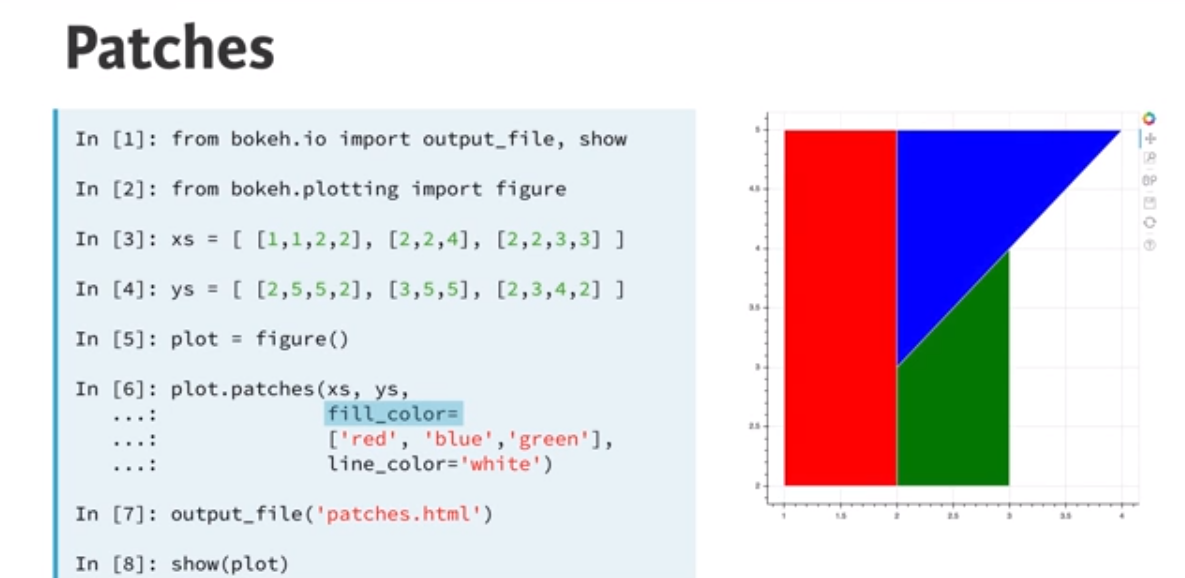 Patches
In [1]: from bokeh.io import output_file, show
In [2]: from bokeh.plotting import figure
In [3]: xs = [ [1,1,2,2], [2,2,4], [2,2,3,3] ]
In [4]: ys = [ [2,5,5,2], [3,5,5], [2,3,4,2] ]
In [5]: plot = figure()
In [6]: plot.patches(xs, ys,
...: fill_color=
...: ['red', 'blue','green'],
...: line_color='white')
In [7]: output_file('patches.html')
In [8]: show(plot)
5
4.5
4
3.5
3
2.5
2
1 1.5 2 2.5 3 3.5 4